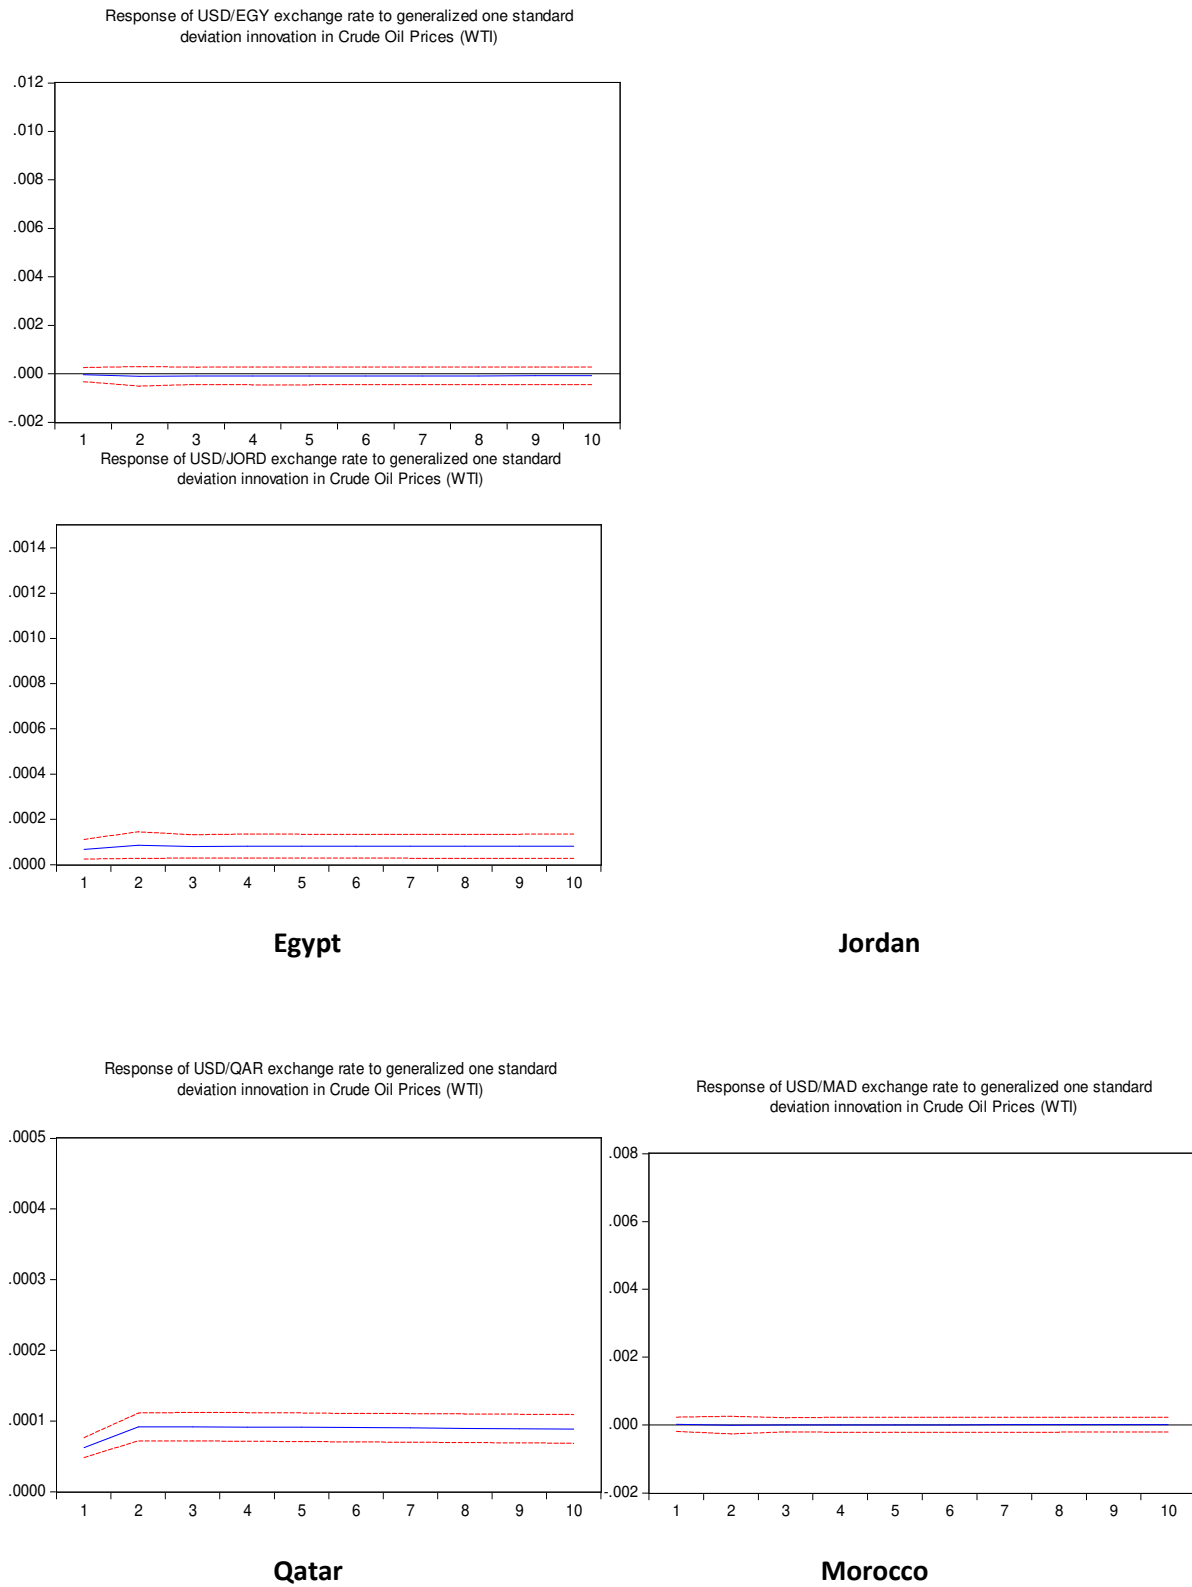 Response of USD/EGY exchange rate to generalized one standard
deviation innovation in Crude Oil Prices (WTI)
.012
.010
.008
.006
.004
.002
.000
-.002
1 2 3 4 5 6 7 8 9 10
Response of USD/JORD exchange rate to generalized one standard
deviation innovation in Crude Oil Prices (WTI)
.0014
.0012
.0010
.0008
.0006
.0004
.0002
.0000
1 2 3 4 5 6 7 8 9 10
Egypt Jordan
Response of USD/QAR exchange rate to generalized one standard
deviation innovation in Crude Oil Prices (WTI)
.0005
.0004
.0003
.0002
.0001
.0000
1 2 3 4 5 6 7 8 9 10
Response of USD/MAD exchange rate to generalized one standard
deviation innovation in Crude Oil Prices (WTI)
.008
.006
.004
.002
.000
-.002
1 2 3 4 5 6 7 8 9 10
Qatar Morocco